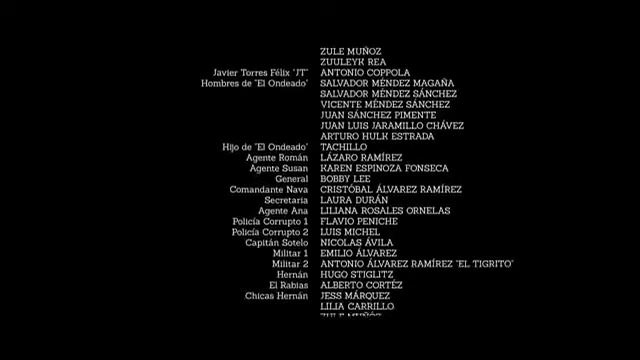 ZULE MUÑOZ
ZUULEYK REA
Javier Torres Félix "JT" ANTONIO COPPOLA
Hombres de "El Ondeado" SALVADOR MÉNDEZ MAGAÑA
SALVADOR MÉNDEZ SÁNCHEZ
VICENTE MÉNDEZ SÁNCHEZ
JUAN SÁNCHEZ PIMENTE
JUAN LUIS JARAMILLO CHÁVEZ
ARTURO HULK ESTRADA
Hijo de "El Ondeado" TACHILLO
Agente Román LÁZARO RAMÍREZ
Agente Susan KAREN ESPINOZA FONSECA
General BOBBY LEE
Comandante Nava CRISTÓBAL ÁLVAREZ RAMÍREZ
Secretaria LAURA DURÁN
Agente Ana LILIANA ROSALES ORNELAS
Policía Corrupto 1 FLAVIO PENICHE
Policía Corrupto 2 LUIS MICHEL
Capitán Sotelo NICOLAS ÁVILA
Militar 1 EMILIO ÁLVAREZ
Militar 2 ANTONIO ÁLVAREZ RAMÍREZ "EL TIGRITO"
Hernán HUGO STIGLITZ
El Rabias ALBERTO CORTÉZ
Chicas Hernán JESS MÁRQUEZ
LILIA CARRILLO
ZULE MUÑOZ